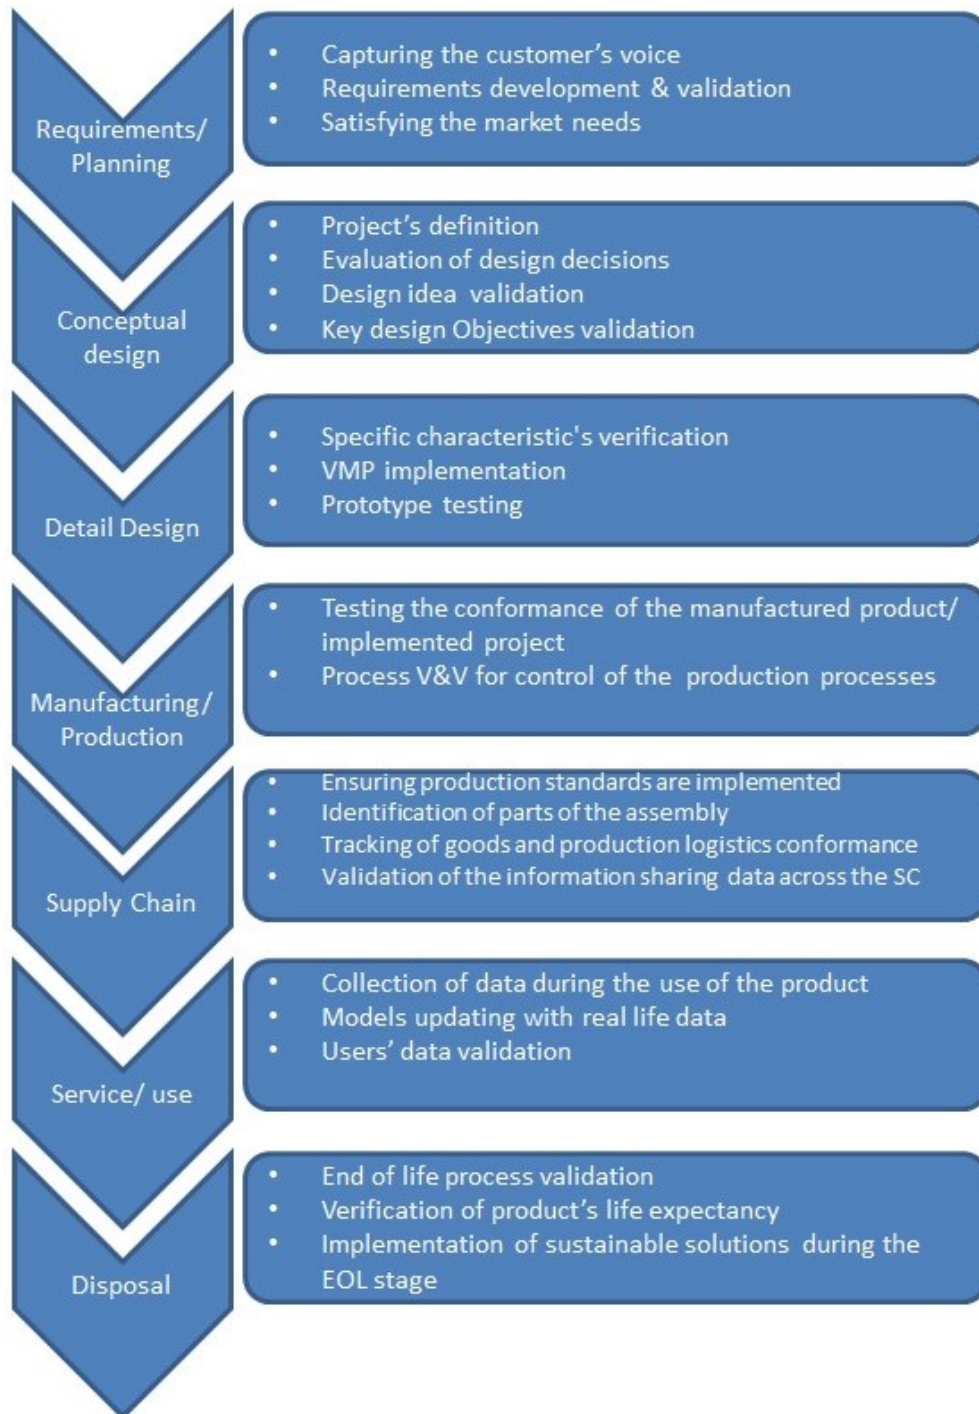 Requirements/
Planning
• Capturing the customer’s voice
• Requirements development & validation
• Satisfying the market needs
Conceptual
design
• Project’s definition
• Evaluation of design decisions
• Design idea validation
• Key design Objectives validation
Detail Design
• Specific characteristic's verification
• VMP implementation
• Prototype testing
Manufacturing/
Production
• Testing the conformance of the manufactured product/
implemented project
• Process V&V for control of the production processes
Supply Chain
• Ensuring production standards are implemented
• Identification of parts of the assembly
• Tracking of goods and production logistics conformance
• Validation of the information sharing data across the SC
Service/ use
• Collection of data during the use of the product
• Models updating with real life data
• Users’ data validation
Disposal
• End of life process validation
• Verification of product’s life expectancy
• Implementation of sustainable solutions during the
EOL stage